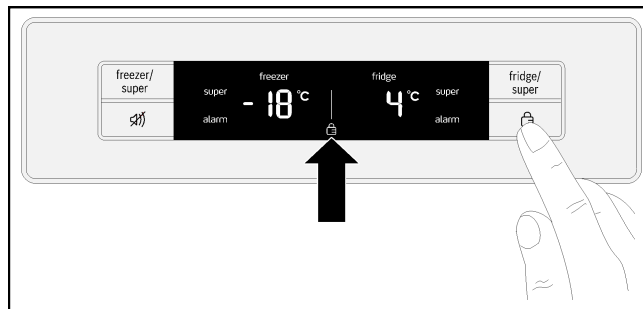 freezer/
super
super
alarm
freezer
-18°C
fridge
4°C
super
alarm
fridge/
super